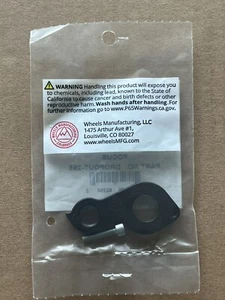 ⚠ WARNING Handling this product will expose you
to chemicals, including lead, known to the State of
California to cause cancer and birth defects or other
reproductive harm. Wash hands after handling. For
further information go to www.P65Warnings.ca.gov.
Wheels Manufacturing, LLC
1475 Arthur Ave #1,
Louisville, CO 80027
www.wheelsMFG.com
FOCUS
DROPOUT-